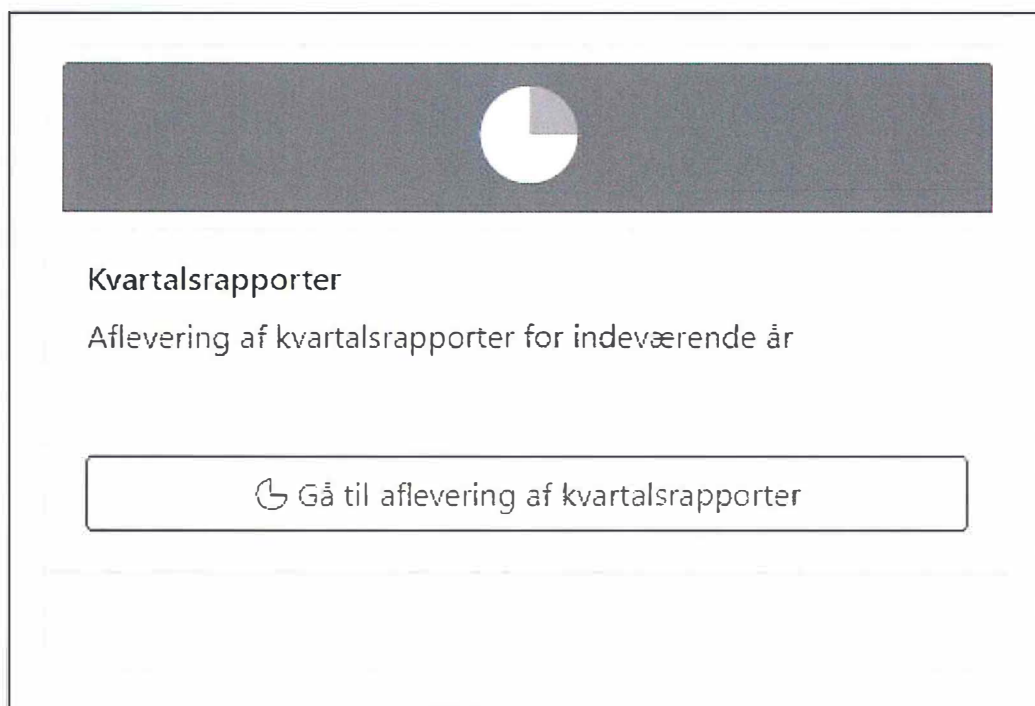 Kvartalsrapporter
Aflevering af kvartalsrapporter for indeværende år
Gå til aflevering af kvartalsrapporter